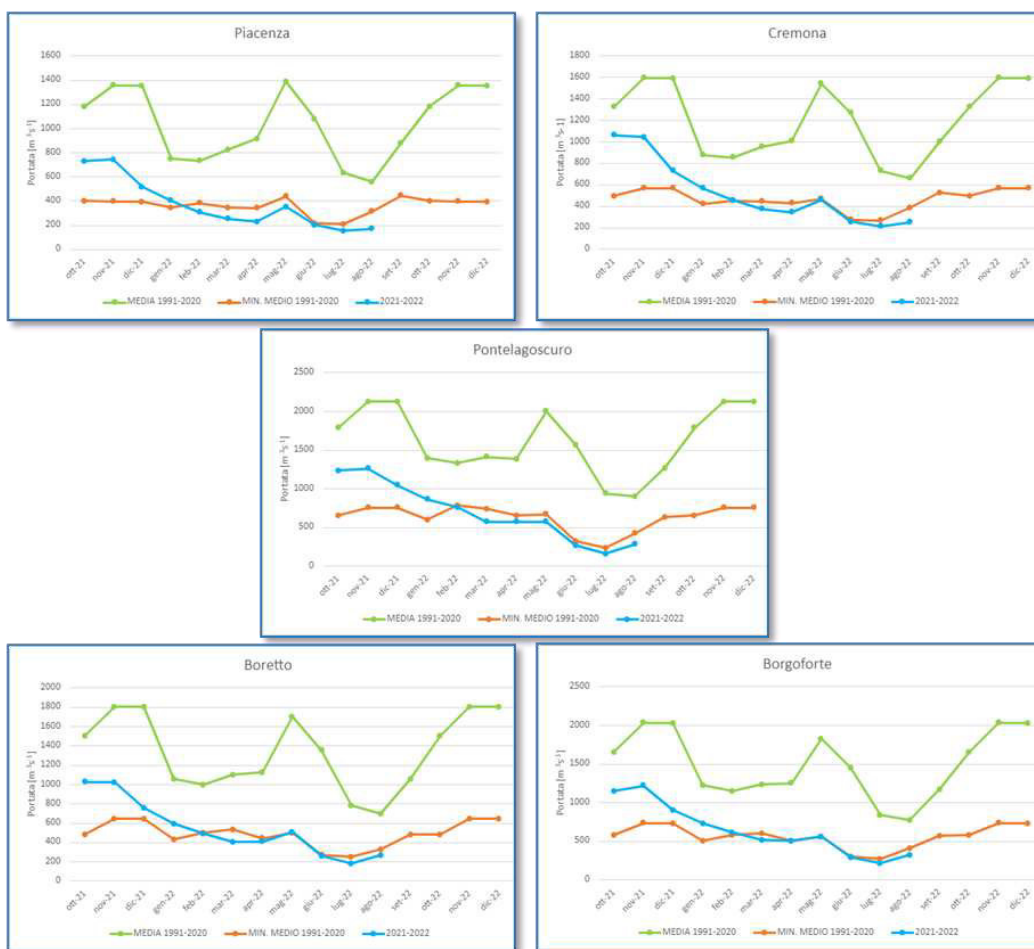 Piacenza
Portata [m³s⁻¹]
1600
1400
1200
1000
800
600
400
200
0
ott-21
nov-21
dic-21
gen-22
feb-22
mar-22
apr-22
mag-22
giu-22
lug-22
ago-22
set-22
ott-22
nov-22
dic-22
MEDIA 1991-2020 MIN. MEDIO 1991-2020 2021-2022
Cremona
Portata [m³s-1]
1800
1600
1400
1200
1000
800
600
400
200
0
ott-21
nov-21
dic-21
gen-22
feb-22
mar-22
apr-22
mag-22
giu-22
lug-22
ago-22
set-22
ott-22
nov-22
dic-22
MEDIA 1991-2020 MIN. MEDIO 1991-2020 2021-2022
Pontelagoscuro
Portata [m³s⁻¹]
2500
2000
1500
1000
500
0
ott-21
nov-21
dic-21
gen-22
feb-22
mar-22
apr-22
mag-22
giu-22
lug-22
ago-22
set-22
ott-22
nov-22
dic-22
MEDIA 1991-2020 MIN. MEDIO 1991-2020 2021-2022
Boretto
Portata [m³s⁻¹]
2000
1800
1600
1400
1200
1000
800
600
400
200
0
ott-21
nov-21
dic-21
gen-22
feb-22
mar-22
apr-22
mag-22
giu-22
lug-22
ago-22
set-22
ott-22
nov-22
dic-22
MEDIA 1991-2020 MIN. MEDIO 1991-2020 2021-2022
Borgoforte
Portata [m³s⁻¹]
2500
2000
1500
1000
500
0
ott-21
nov-21
dic-21
gen-22
feb-22
mar-22
apr-22
mag-22
giu-22
lug-22
ago-22
set-22
ott-22
nov-22
dic-22
MEDIA 1991-2020 MIN. MEDIO 1991-2020 2021-2022